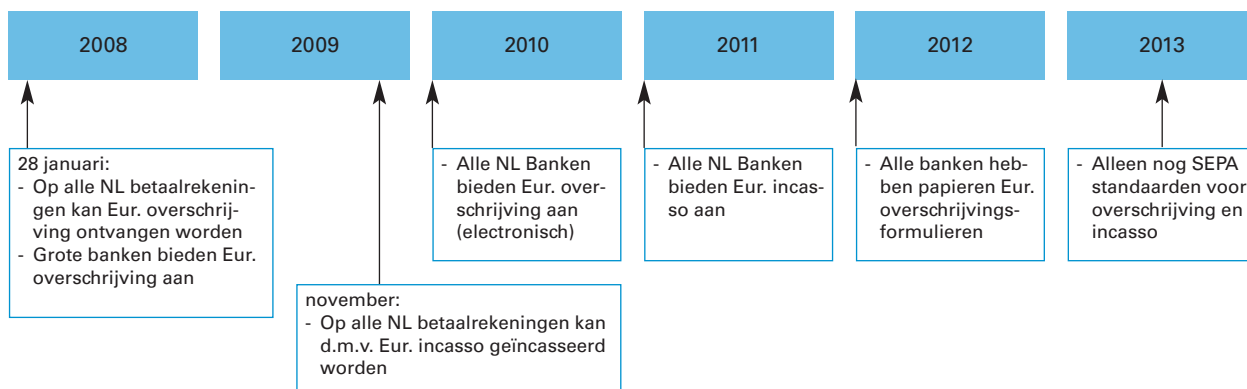 2008
2009
2010
2011
2012
2013
28 januari:
- Op alle NL betaalrekenin-
gen kan Eur. overschrij-
ving ontvangen worden
- Grote banken bieden Eur.
overschrijving aan
november:
- Op alle NL betaalrekeningen kan
d.m.v. Eur. incasso geïncasseerd
worden
- Alle NL Banken
bieden Eur. over-
schrijving aan
(electronisch)
- Alle NL Banken
bieden Eur. incas-
so aan
- Alle banken heb-
ben papieren Eur.
overschrijvings-
formulieren
- Alleen nog SEPA
standaarden voor
overschrijving en
incasso